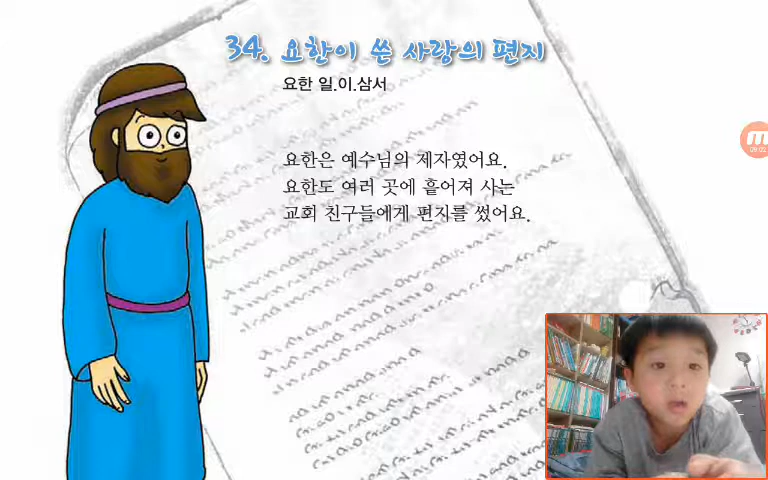 34. 요한이 쓴 사랑의 편지
요한 일.이.삼서
요한은 예수님의 제자였어요.
요한도 여러 곳에 흩어져 사는
교회 친구들에게 편지를 썼어요.